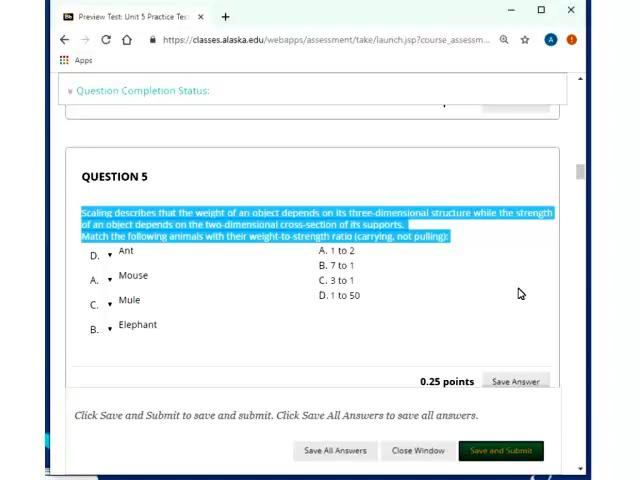 Preview Test: Unit 5 Practice Tes
https://classes.alaska.edu/webapps/assessment/take/launch.jsp?course_assessm...
A
Apps
Question Completion Status:
QUESTION 5
Scaling describes that the weight of an object depends on its three-dimensional structure while the strength
of an object depends on the two-dimensional cross-section of its supports.
Match the following animals with their weight-to-strength ratio (carrying, not pulling):
D. Ant
A. Mouse
C. Mule
B. Elephant
A. 1 to 2
B. 7 to 1
C. 3 to 1
D. 1 to 50
0.25 points
Save Answer
Click Save and Submit to save and submit. Click Save All Answers to save all answers.
Save All Answers
Close Window
Save and Submit